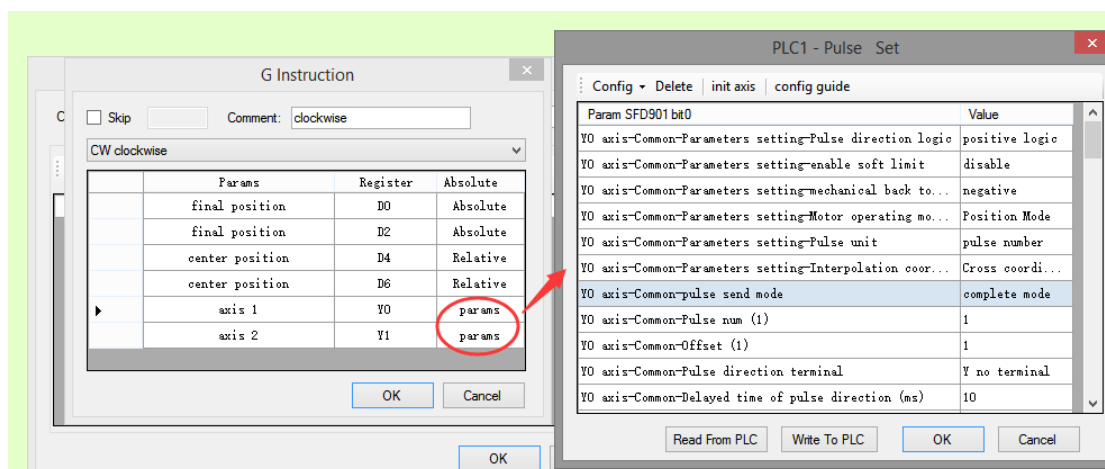 G Instruction
Skip Comment: clockwise
CW clockwise
Params Register Absolute
final position D0 Absolute
final position D2 Absolute
center position D4 Relative
center position D6 Relative
axis 1 Y0 params
axis 2 Y1 params
OK Cancel
OK
PLC1 - Pulse Set
Config Delete init axis config guide
Param SFD901 bit0 Value
Y0 axis-Common-Parameters setting-Pulse direction logic positive logic
Y0 axis-Common-Parameters setting-enable soft limit disable
Y0 axis-Common-Parameters setting-mechanical back to... negative
Y0 axis-Common-Parameters setting-Motor operating mo... Position Mode
Y0 axis-Common-Parameters setting-Pulse unit pulse number
Y0 axis-Common-Parameters setting-Interpolation coor... Cross coordi...
Y0 axis-Common-pulse send mode complete mode
Y0 axis-Common-Pulse num (1) 1
Y0 axis-Common-Offset (1) 1
Y0 axis-Common-Pulse direction terminal Y no terminal
Y0 axis-Common-Delayed time of pulse direction (ms) 10
Read From PLC Write To PLC OK Cancel